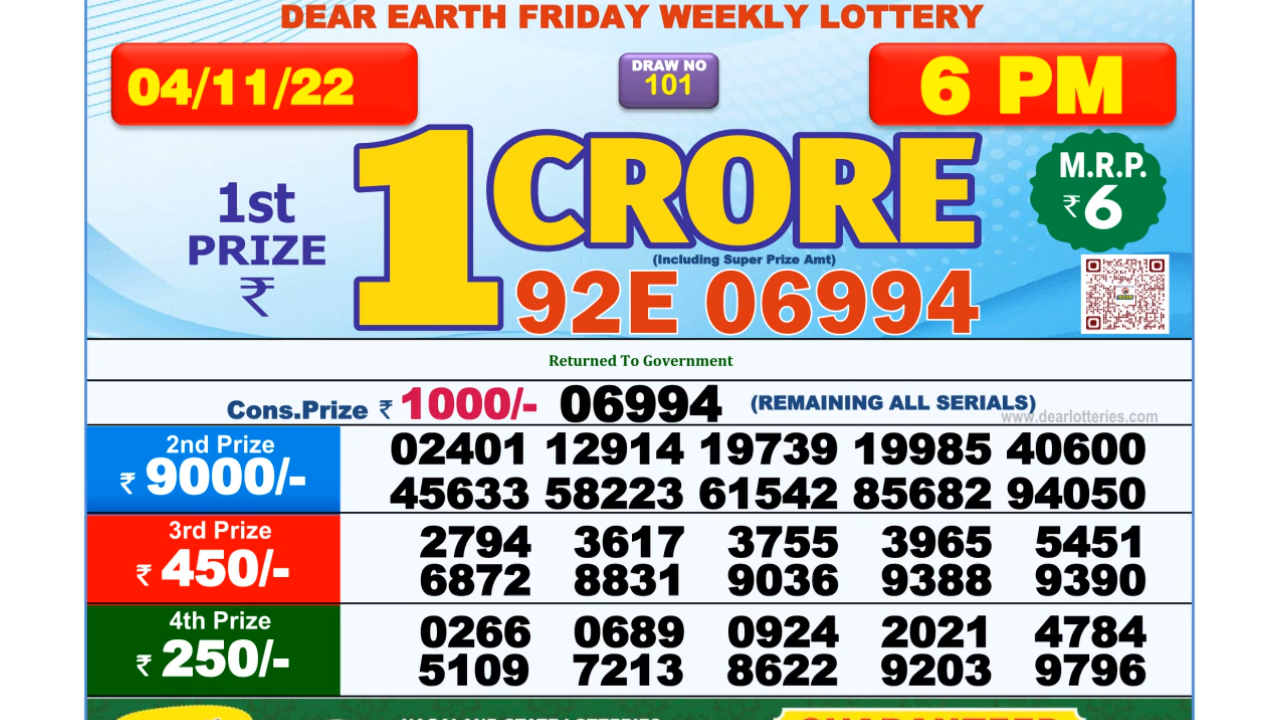 DEAR EARTH FRIDAY WEEKLY LOTTERY
04/11/22
DRAW NO
101
6 PM
1st
PRIZE
₹
1 CRORE
(Including Super Prize Amt)
92E 06994
M.R.P.
₹6
Returned To Government
Cons.Prize ₹ 1000/- 06994 (REMAINING ALL SERIALS)
www.dearlotteries.com
2nd Prize
₹ 9000/-
02401 12914 19739 19985 40600
45633 58223 61542 85682 94050
3rd Prize
₹ 450/-
2794 3617 3755 3965 5451
6872 8831 9036 9388 9390
4th Prize
₹ 250/-
0266 0689 0924 2021 4784
5109 7213 8622 9203 9796